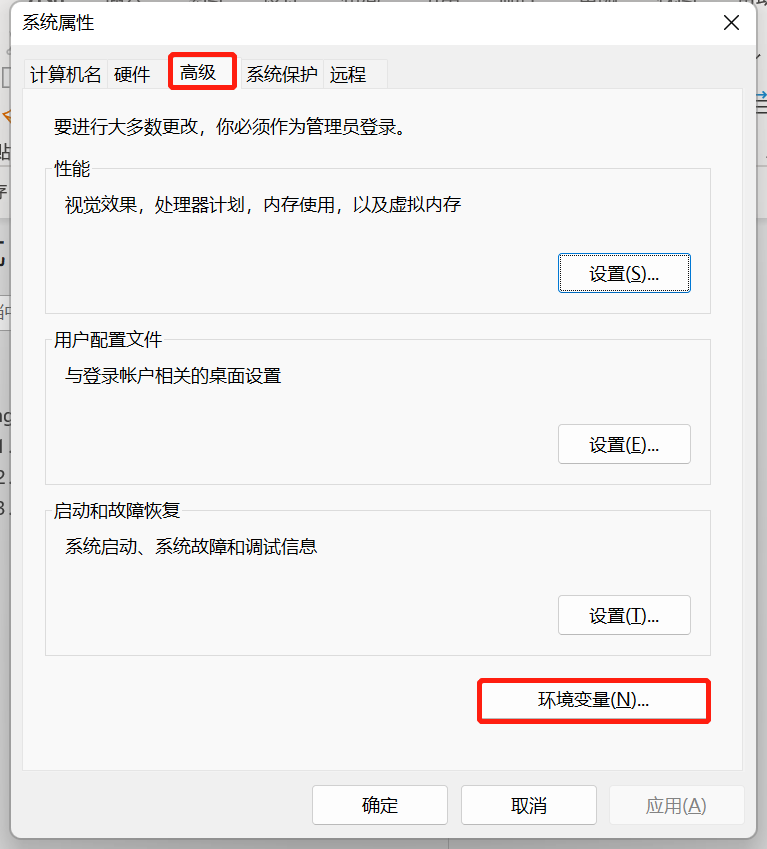 系统属性
计算机名 硬件 高级 系统保护 远程
要进行大多数更改，你必须作为管理员登录。
性能
视觉效果，处理器计划，内存使用，以及虚拟内存
设置(S)...
用户配置文件
与登录帐户相关的桌面设置
设置(E)...
启动和故障恢复
系统启动、系统故障和调试信息
设置(T)...
环境变量(N)...
确定 取消 应用(A)